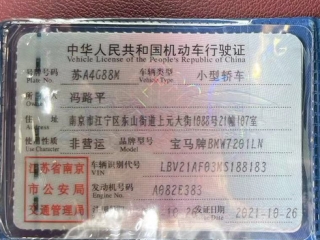 中华人民共和国机动车行驶证
Vehicle License of the People's Republic of China
号牌号码 苏A4G88M 车辆类型 小型轿车
Plate No. Vehicle Type
所有人 冯路平
Owner
住址 南京市江宁区东山街道上元大街1088号21幢107室
Address
使用性质 非营运 品牌型号 宝马牌BMW7201LN
Use Character Model
江苏省南京市公安局交通管理局
车辆识别代号 LBV21AF03KS188183
VIN
发动机号码 A082E383
发证日期 2021-10-26